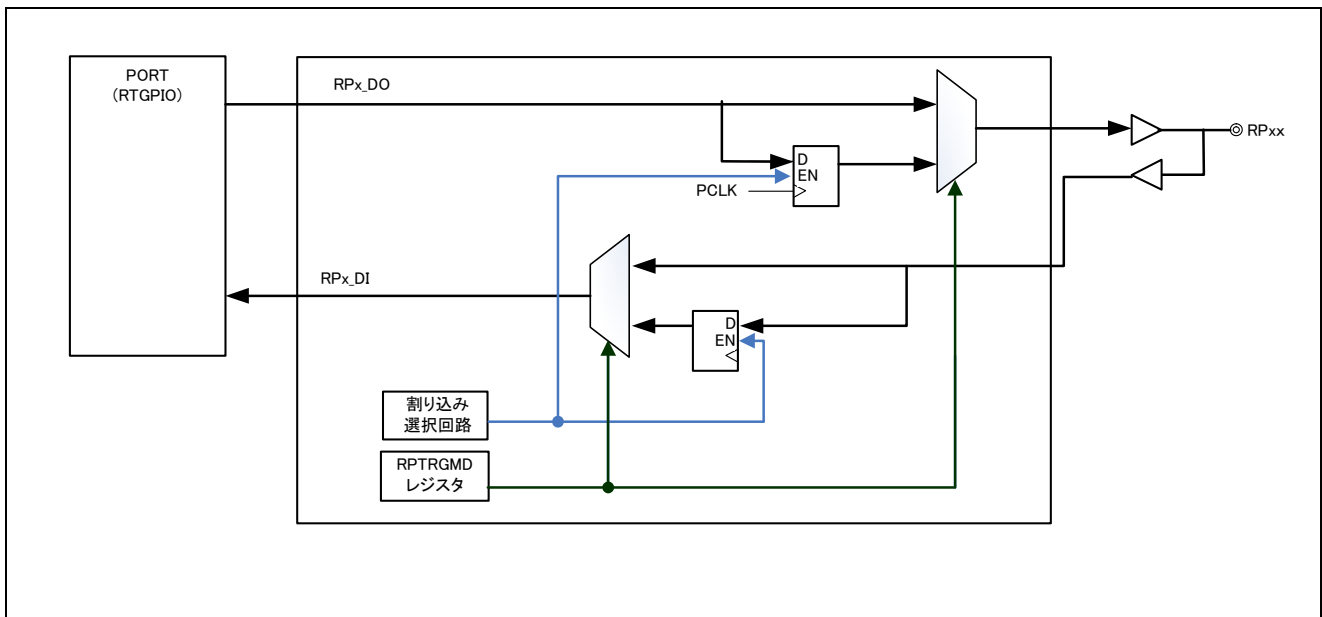 PORT
(RTGPIO)
RPx_DO
D
EN
PCLK
RPxx
RPx_DI
D
EN
割り込み
選択回路
RPTRGMD
レジスタ